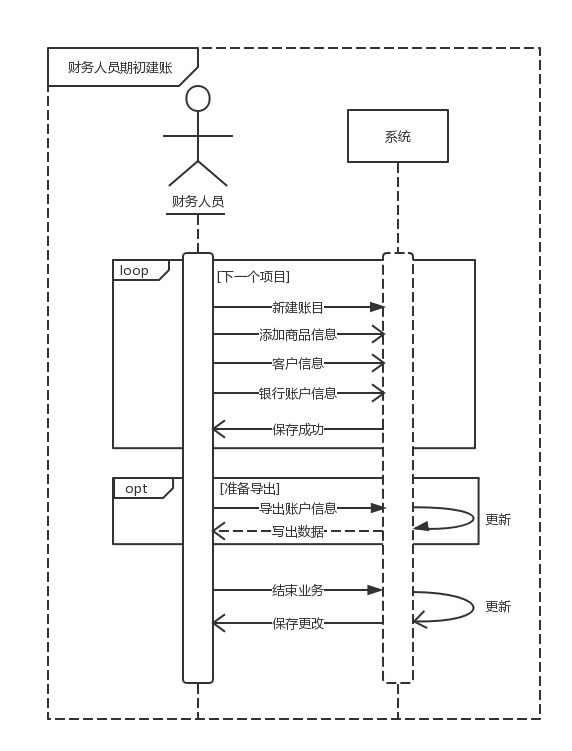 财务人员期初建账
系统
财务人员
loop
[下一个项目]
新建账目
添加商品信息
客户信息
银行账户信息
保存成功
opt
[准备导出]
导出账户信息
更新
写出数据
结束业务
更新
保存更改